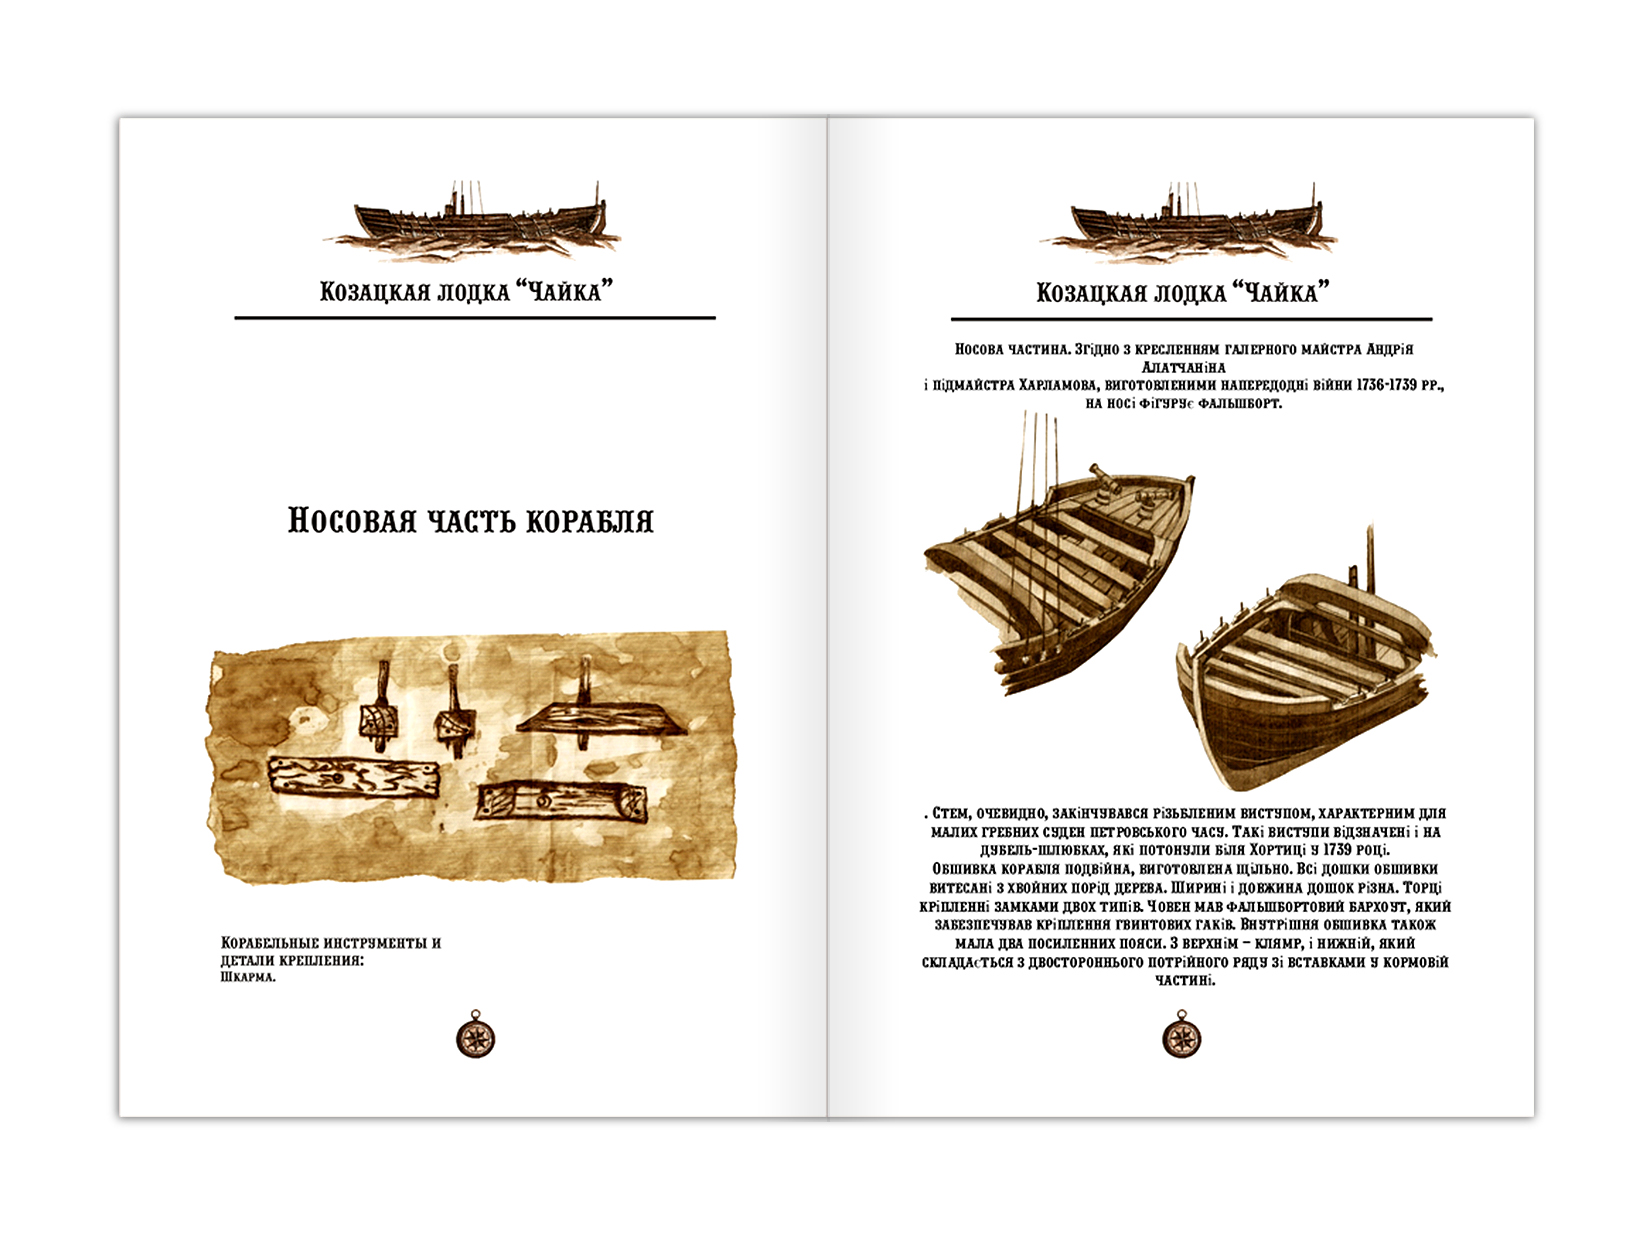 Козацкая лодка “Чайка”
Носовая часть корабля
Корабельные инструменты и
детали крепления:
Шкарма.
Козацкая лодка “Чайка”
Носова частина. Згідно з кресленням галерного майстра Андрія
Алатчаніна
і підмайстра Харламова, виготовленими напередодні війни 1736-1739 рр.,
на носі фігурує фальшборт.
. Стем, очевидно, закінчувався різьбленим виступом, характерним для
малих гребних суден петровського часу. Такі виступи відзначені і на
дубель-шлюбках, які потонули біля Хортиці у 1739 році.
Обшивка корабля подвійна, виготовлена щільно. Всі дошки обшивки
витесані з хвойних порід дерева. Ширині і довжина дошок різна. Торці
кріпленні замками двох типів. Човен мав фальшбортовий бархоут, який
забезпечував кріплення гвинтових гаків. Внутрішня обшивка також
мала два посиленних пояси. З верхнім – клямр, і нижній, який
складається з двостороннього потрійного ряду зі вставками у кормовій
частині.